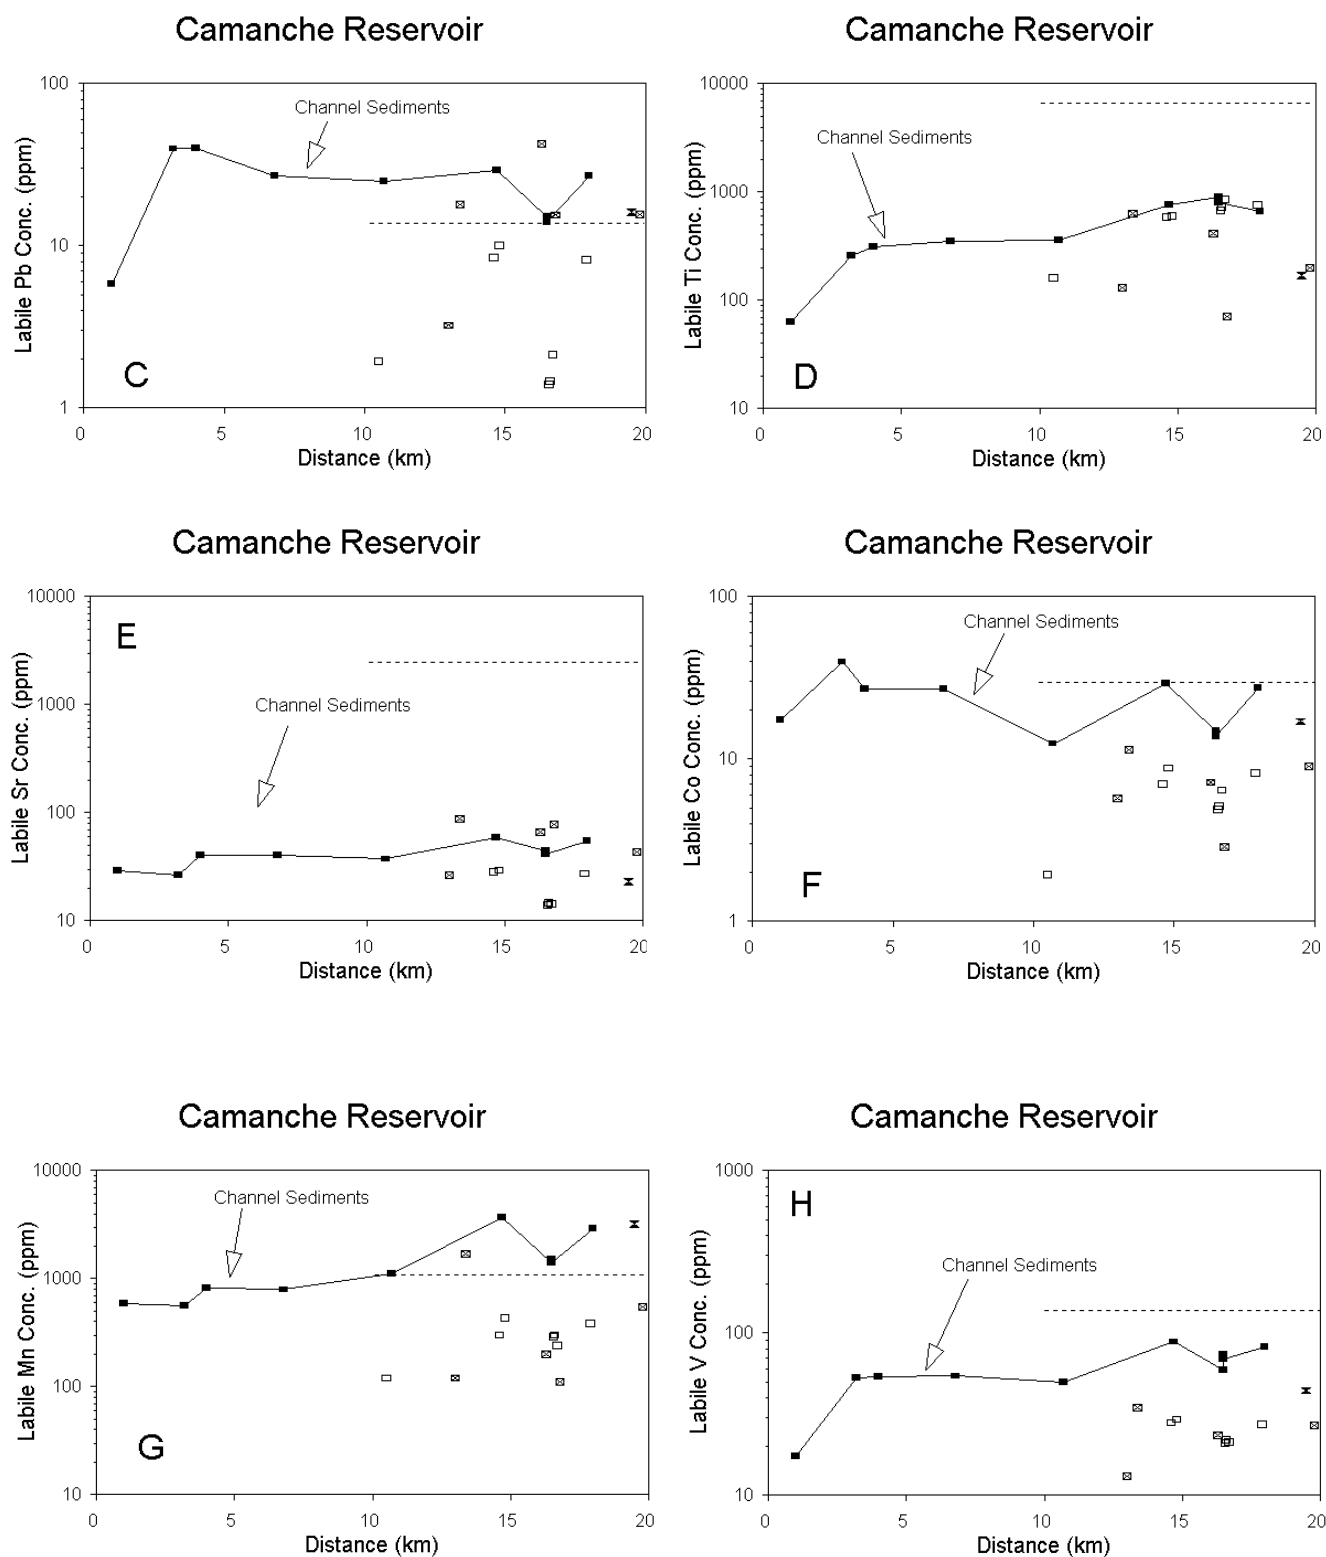 Camanche Reservoir
100
10
1
Labile Pb Conc. (ppm)
Channel Sediments
C
0 5 10 15 20
Distance (km)
Camanche Reservoir
10000
1000
100
10
Labile Ti Conc. (ppm)
Channel Sediments
D
0 5 10 15 20
Distance (km)
Camanche Reservoir
10000
1000
100
10
Labile Sr Conc. (ppm)
E
Channel Sediments
0 5 10 15 20
Distance (km)
Camanche Reservoir
100
10
1
Labile Co Conc. (ppm)
Channel Sediments
F
0 5 10 15 20
Distance (km)
Camanche Reservoir
10000
1000
100
10
Labile Mn Conc. (ppm)
Channel Sediments
G
0 5 10 15 20
Distance (km)
Camanche Reservoir
1000
100
10
Labile V Conc. (ppm)
H
Channel Sediments
0 5 10 15 20
Distance (km)